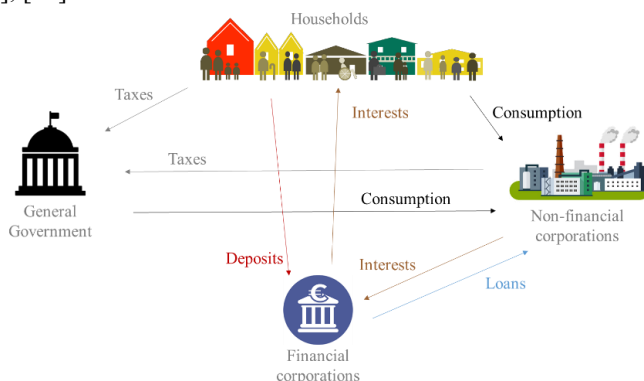 Households
Taxes
Interests
Consumption
Taxes
Consumption
General
Government
Non-financial
corporations
Deposits
Interests
Loans
€
Financial
corporations